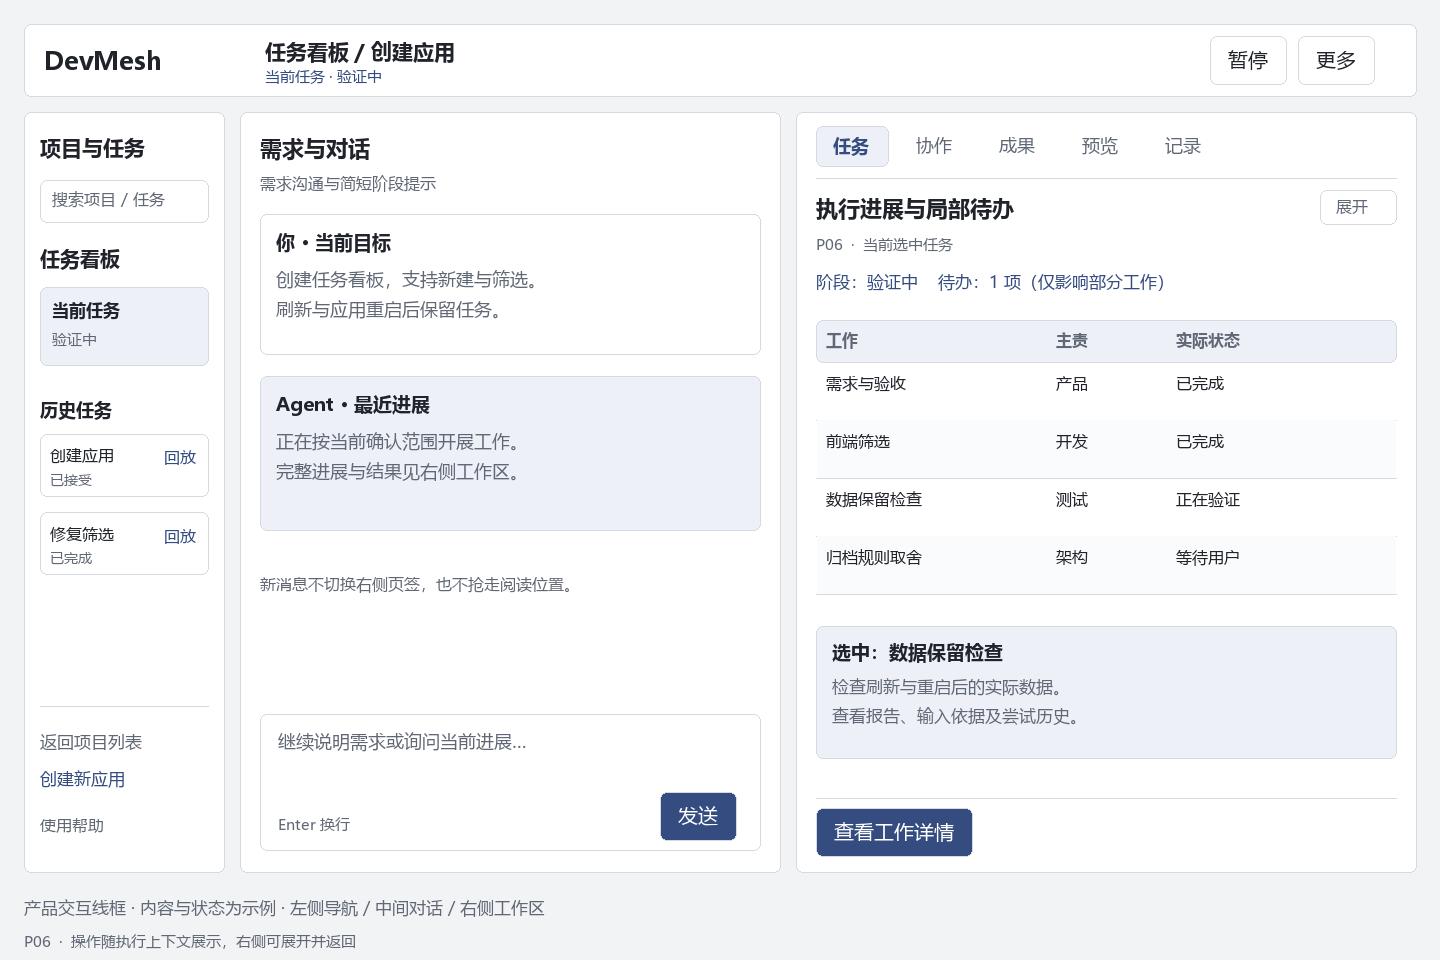 DevMesh
任务看板 / 创建应用
当前任务 · 验证中
暂停
更多
项目与任务
搜索项目 / 任务
任务看板
当前任务
验证中
历史任务
创建应用
回放
已接受
修复筛选
回放
已完成
返回项目列表
创建新应用
使用帮助
需求与对话
需求沟通与简短阶段提示
你 · 当前目标
创建任务看板，支持新建与筛选。
刷新与应用重启后保留任务。
Agent · 最近进展
正在按当前确认范围开展工作。
完整进展与结果见右侧工作区。
新消息不切换右侧页签，也不抢走阅读位置。
继续说明需求或询问当前进展...
Enter 换行
发送
任务 协作 成果 预览 记录
执行进展与局部待办
展开
P06 · 当前选中任务
阶段：验证中 待办：1 项（仅影响部分工作）
工作 主责 实际状态
需求与验收 产品 已完成
前端筛选 开发 已完成
数据保留检查 测试 正在验证
归档规则取舍 架构 等待用户
选中：数据保留检查
检查刷新与重启后的实际数据。
查看报告、输入依据及尝试历史。
查看工作详情
产品交互线框 · 内容与状态为示例 · 左侧导航 / 中间对话 / 右侧工作区
P06 · 操作随执行上下文展示，右侧可展开并返回